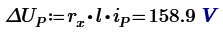 ΔU_P := r_x · l · i_P = 158.9 V